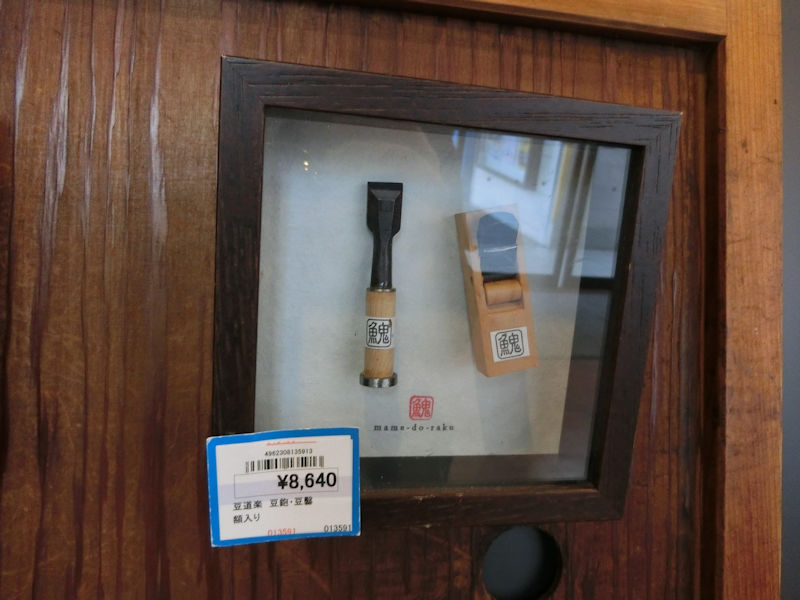 鬼
鬼
鬼
mame-do-raku
4962308135913
¥8,640
豆道楽 豆鉋・豆鑿
額入り
013591
013591